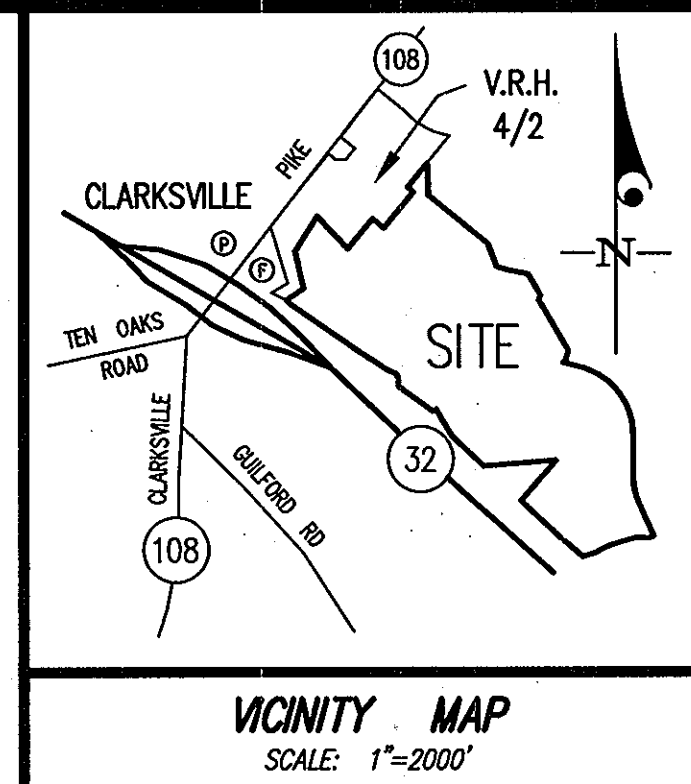 108
V.R.H.
4/2
PIKE
CLARKSVILLE
P
F
N
TEN OAKS
ROAD
SITE
CLARKSVILLE
GUILFORD RD
32
108
VICINITY MAP
SCALE: 1"=2000'